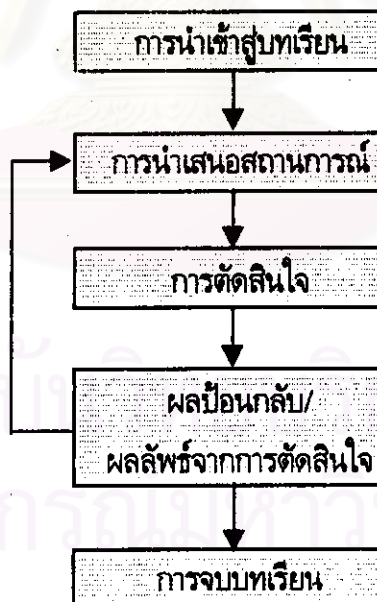 การนำเข้าสู่บทเรียน
การนำเสนอสถานการณ์
การตัดสินใจ
ผลป้อนกลับ/
ผลลัพธ์จากการตัดสินใจ
การจบบทเรียน